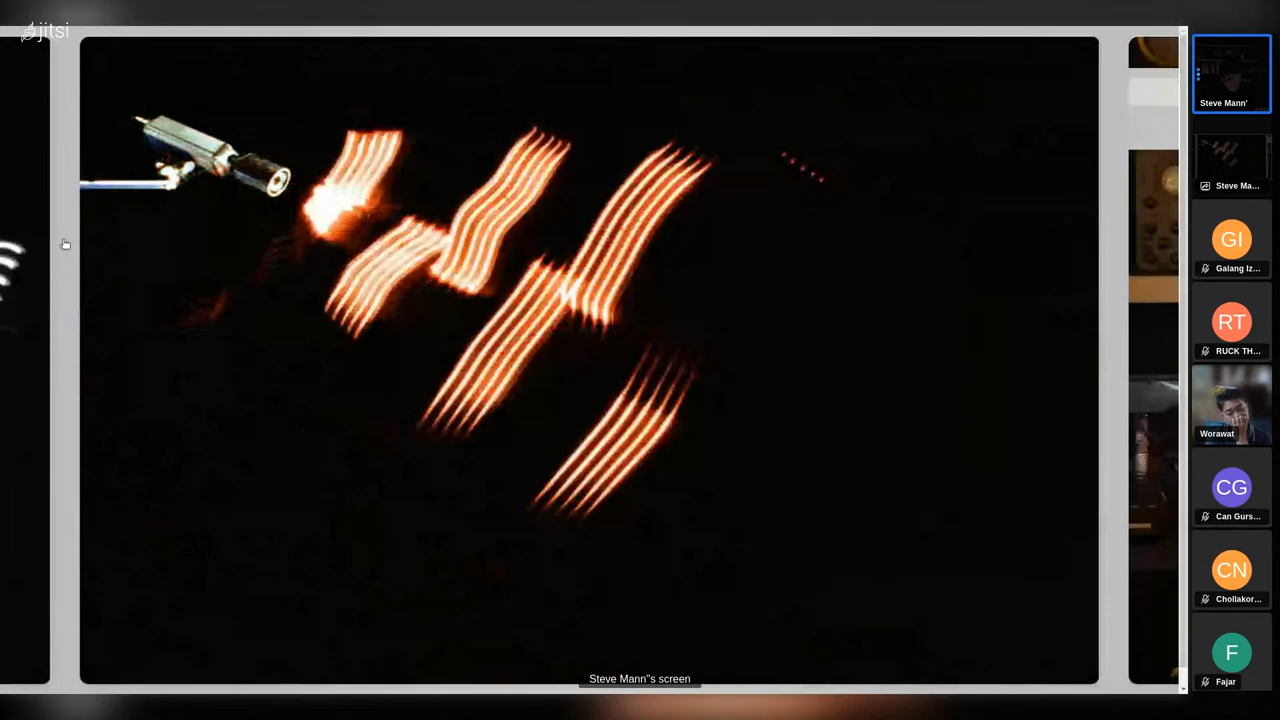 jitsi
Steve Mann'
Steve Ma...
GI
Galang Iz...
RT
RUCK TH...
Worawat
CG
Can Gurs...
CN
Chollakor...
F
Fajar
Steve Mann''s screen